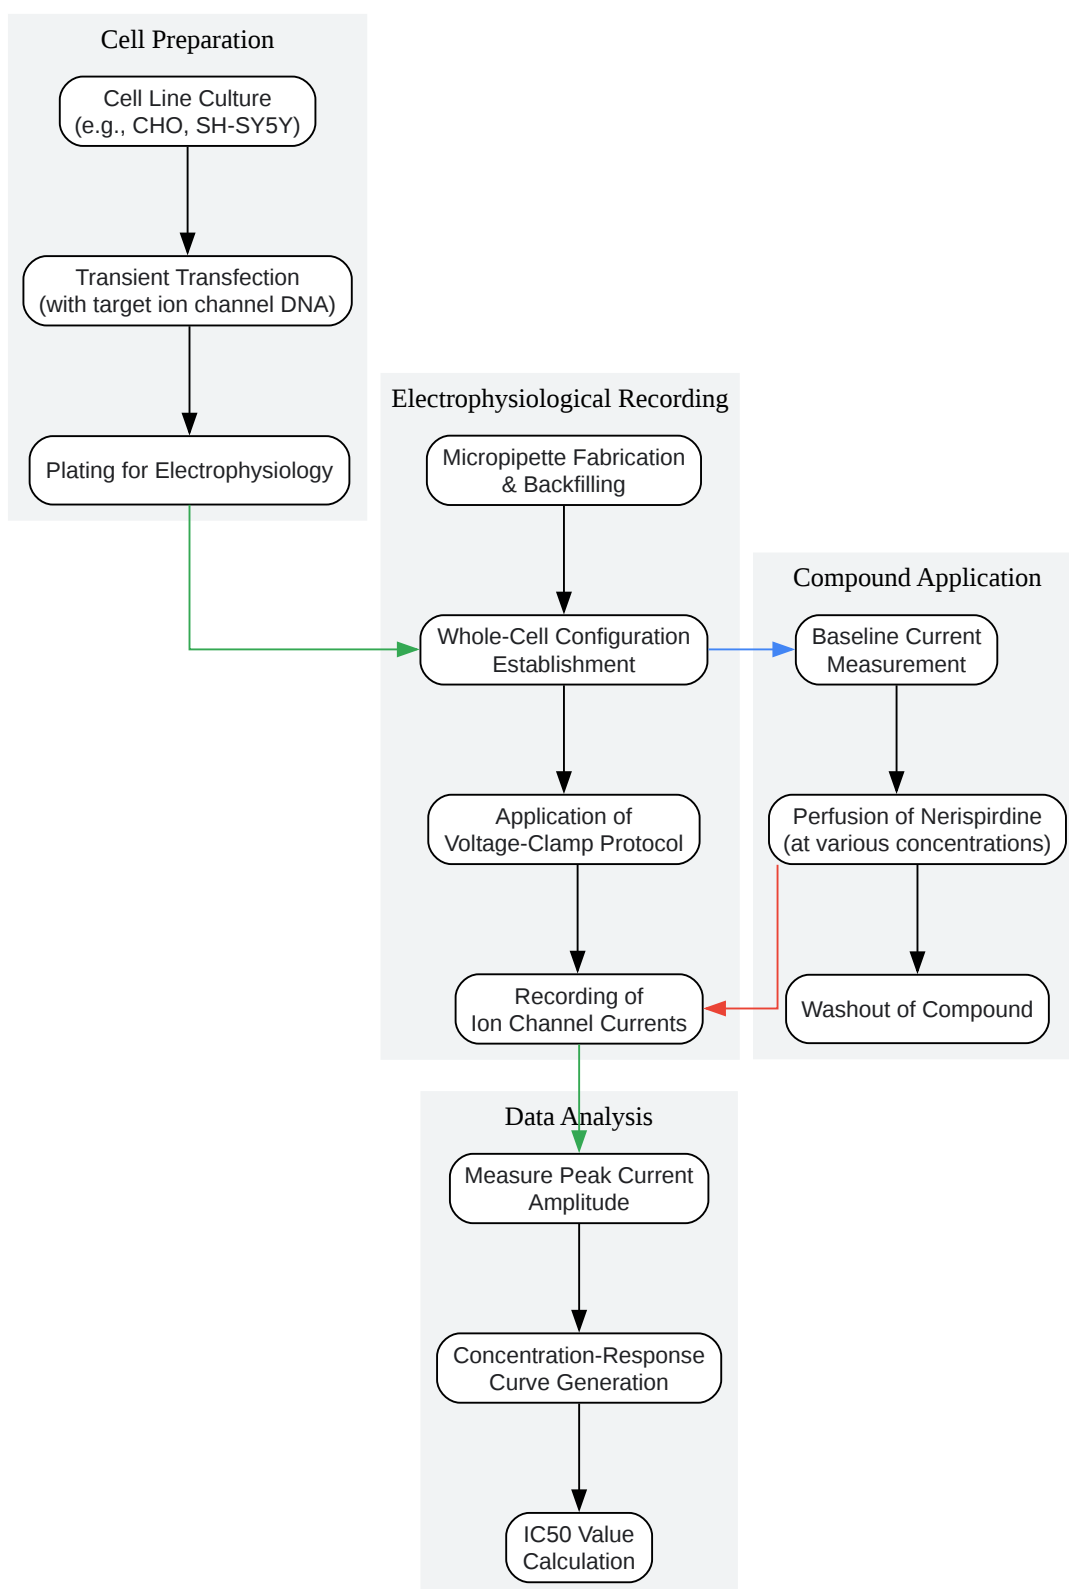 Cell Preparation
Cell Line Culture
(e.g., CHO, SH-SY5Y)
Transient Transfection
(with target ion channel DNA)
Plating for Electrophysiology
Electrophysiological Recording
Micropipette Fabrication
& Backfilling
Whole-Cell Configuration
Establishment
Application of
Voltage-Clamp Protocol
Recording of
Ion Channel Currents
Compound Application
Baseline Current
Measurement
Perfusion of Nerispirdine
(at various concentrations)
Washout of Compound
Data Analysis
Measure Peak Current
Amplitude
Concentration-Response
Curve Generation
IC50 Value
Calculation